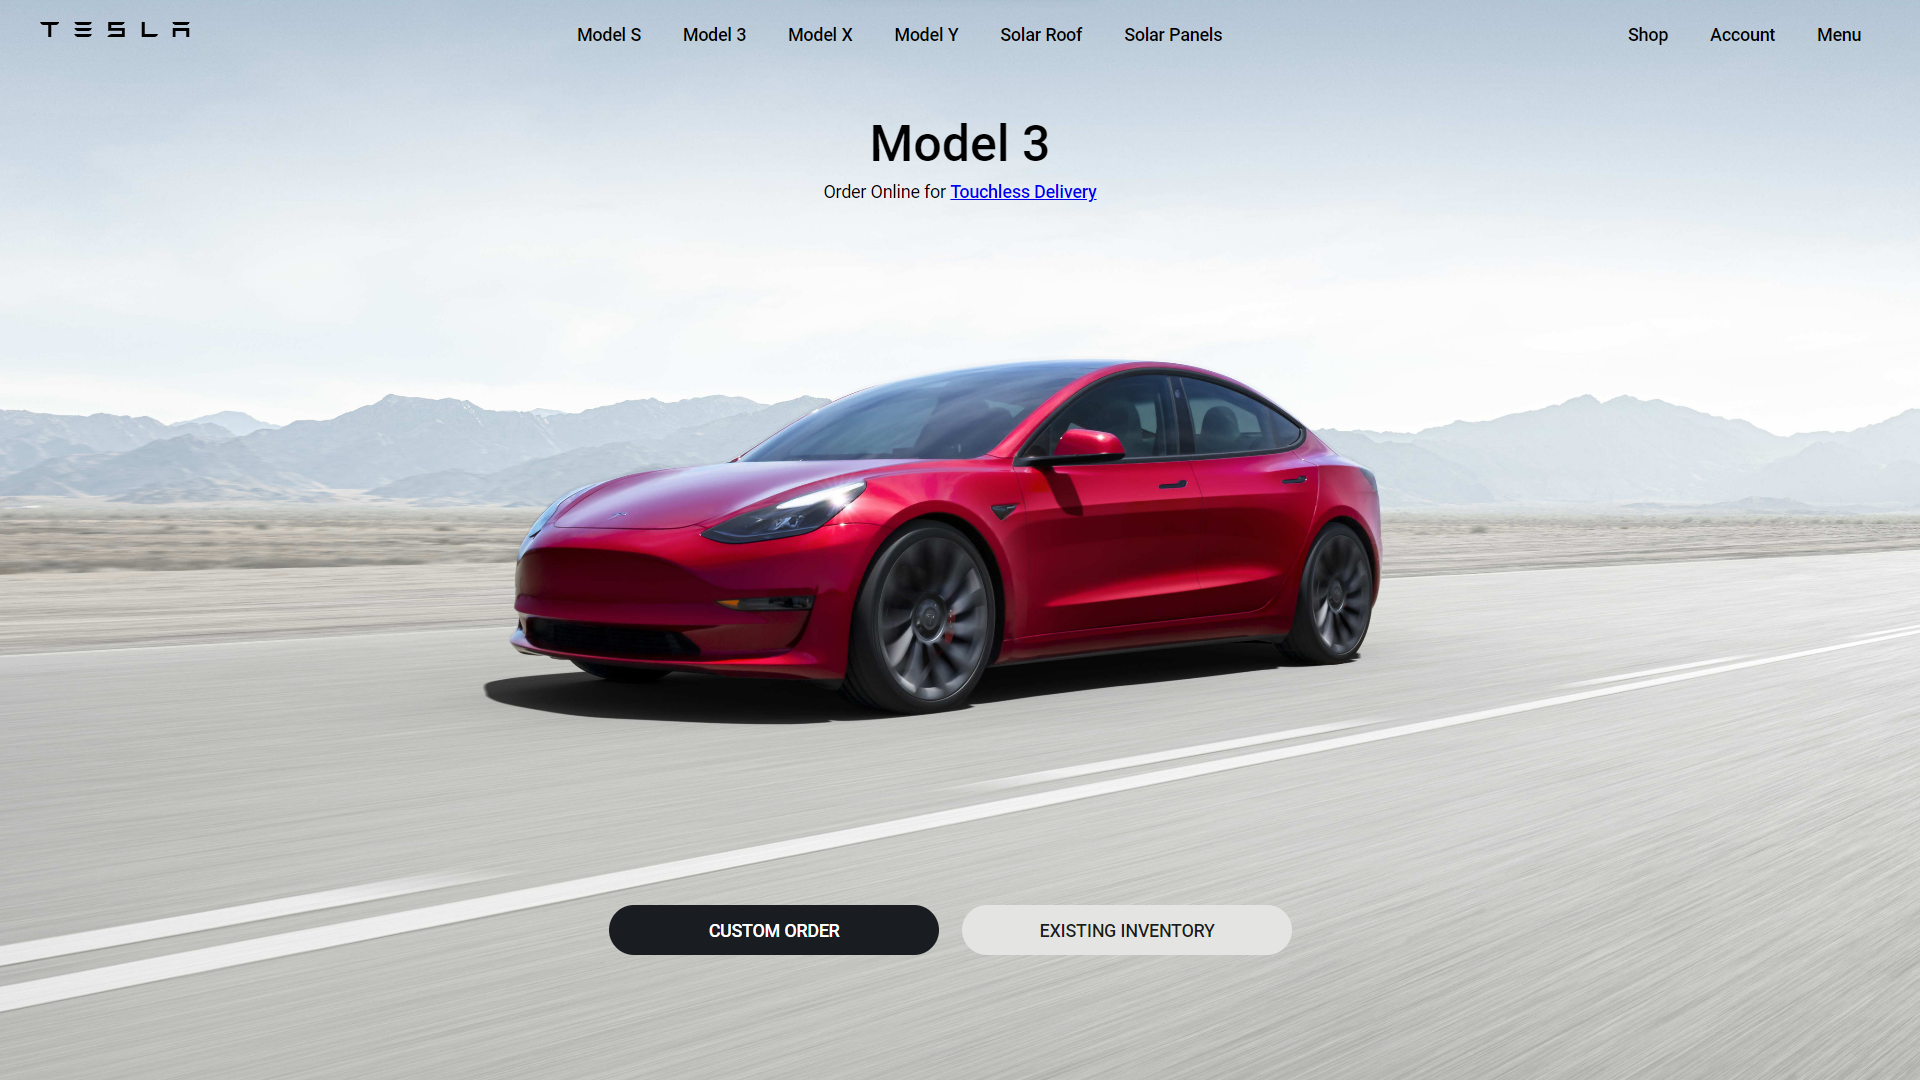 TESLA
Model S
Model 3
Model X
Model Y
Solar Roof
Solar Panels
Shop
Account
Menu
Model 3
Order Online for Touchless Delivery
CUSTOM ORDER
EXISTING INVENTORY